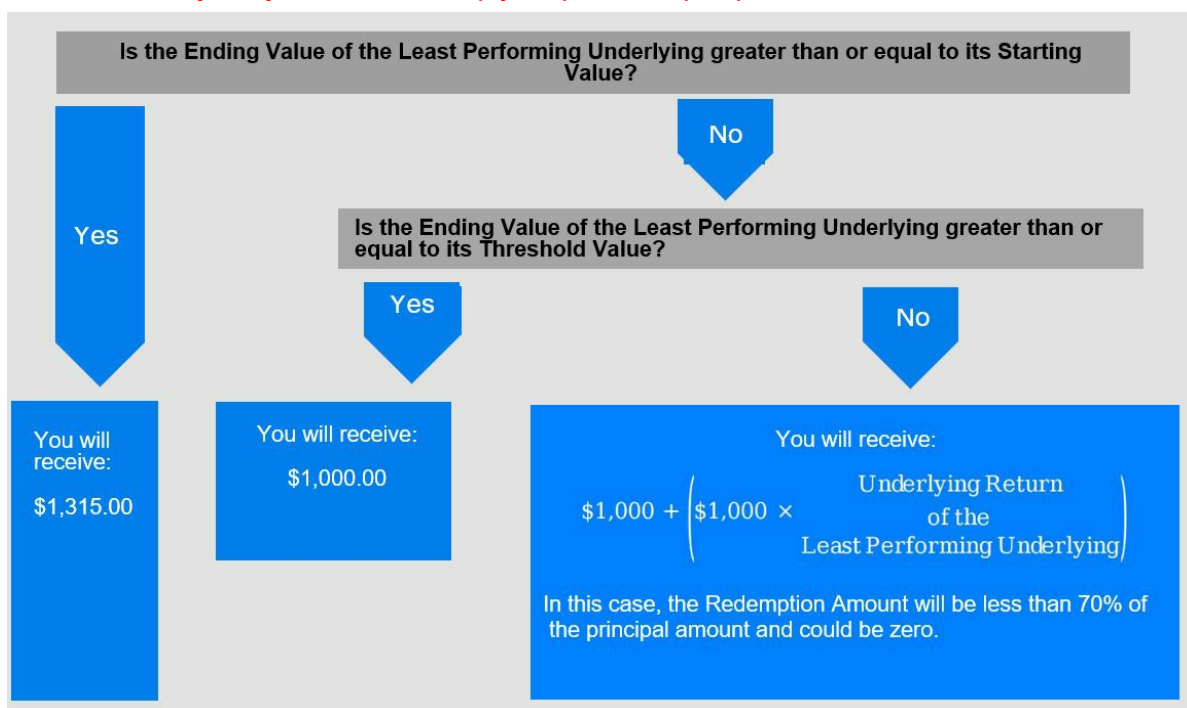 Is the Ending Value of the Least Performing Underlying greater than or equal to its Starting
Value?
No
Yes
Is the Ending Value of the Least Performing Underlying greater than or
equal to its Threshold Value?
Yes
No
You will
receive:
$1,315.00
You will receive:
$1,000.00
You will receive:
$1,000 + ($1,000 × Underlying Return
of the
Least Performing Underlying)
In this case, the Redemption Amount will be less than 70% of
the principal amount and could be zero.